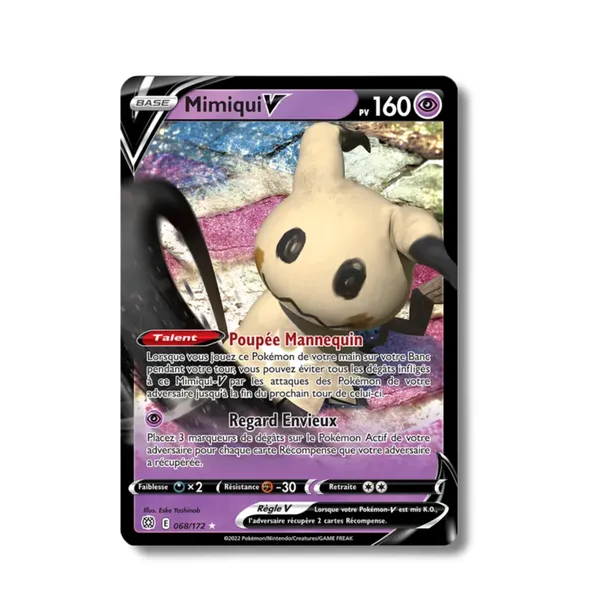 BASE Mimiqui V PV 160
Talent Poupée Mannequin
Lorsque vous jouez ce Pokémon de votre main sur votre Banc
pendant votre tour, vous pouvez éviter tous les dégâts infligés
à ce Mimiqui-V par les attaques des Pokémon de votre
adversaire jusqu'à la fin du prochain tour de celui-ci.
Regard Envieux
Placez 3 marqueurs de dégâts sur le Pokémon Actif de votre
adversaire pour chaque carte Récompense que votre adversaire
a récupérée.
Faiblesse ×2 Résistance -30 Retraite
Illus. Eske Yoshinob
Règle V Lorsque votre Pokémon-V est mis K.O.,
l'adversaire récupère 2 cartes Récompense.
E 068/172 ★
©2022 Pokémon/Nintendo/Creatures/GAME FREAK